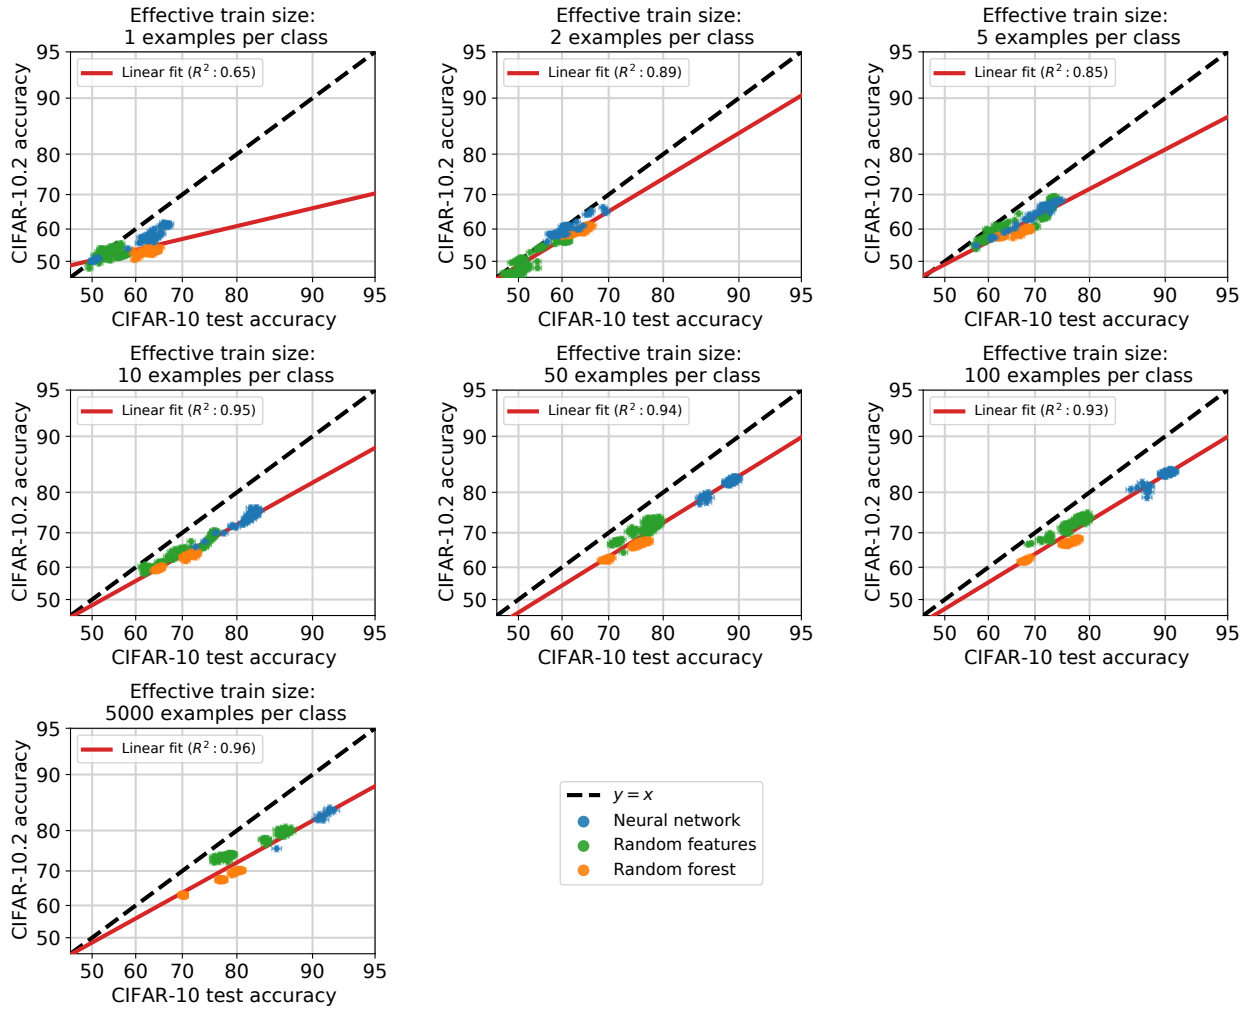 Effective train size:
1 examples per class
Effective train size:
2 examples per class
Effective train size:
5 examples per class
95
90
80
70
60
50
CIFAR-10.2 accuracy
Linear fit (R² : 0.65)
50 60 70 80 90 95
CIFAR-10 test accuracy
95
90
80
70
60
50
CIFAR-10.2 accuracy
Linear fit (R² : 0.89)
50 60 70 80 90 95
CIFAR-10 test accuracy
95
90
80
70
60
50
CIFAR-10.2 accuracy
Linear fit (R² : 0.85)
50 60 70 80 90 95
CIFAR-10 test accuracy
Effective train size:
10 examples per class
Effective train size:
50 examples per class
Effective train size:
100 examples per class
95
90
80
70
60
50
CIFAR-10.2 accuracy
Linear fit (R² : 0.95)
50 60 70 80 90 95
CIFAR-10 test accuracy
95
90
80
70
60
50
CIFAR-10.2 accuracy
Linear fit (R² : 0.94)
50 60 70 80 90 95
CIFAR-10 test accuracy
95
90
80
70
60
50
CIFAR-10.2 accuracy
Linear fit (R² : 0.93)
50 60 70 80 90 95
CIFAR-10 test accuracy
Effective train size:
5000 examples per class
95
90
80
70
60
50
CIFAR-10.2 accuracy
Linear fit (R² : 0.96)
50 60 70 80 90 95
CIFAR-10 test accuracy
y = x
Neural network
Random features
Random forest